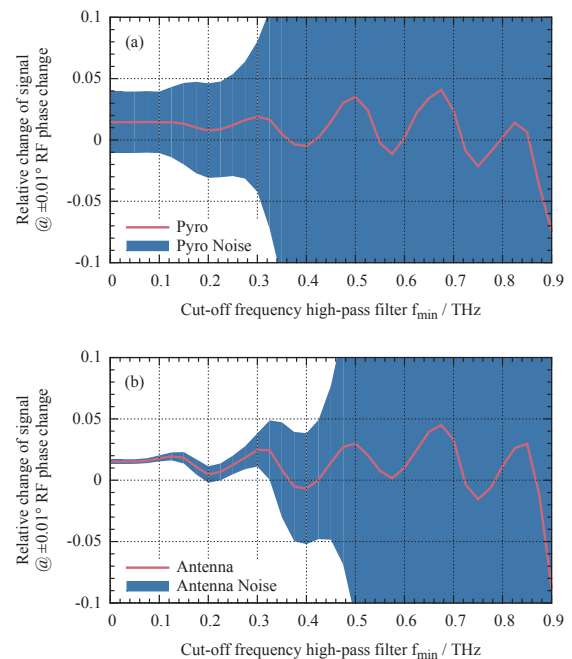 Relative change of signal
@ ±0.01° RF phase change
0.1
0.05
0
-0.05
-0.1
(a)
Pyro
Pyro Noise
0 0.1 0.2 0.3 0.4 0.5 0.6 0.7 0.8 0.9
Cut-off frequency high-pass filter fmin / THz
Relative change of signal
@ ±0.01° RF phase change
0.1
0.05
0
-0.05
-0.1
(b)
Antenna
Antenna Noise
0 0.1 0.2 0.3 0.4 0.5 0.6 0.7 0.8 0.9
Cut-off frequency high-pass filter fmin / THz